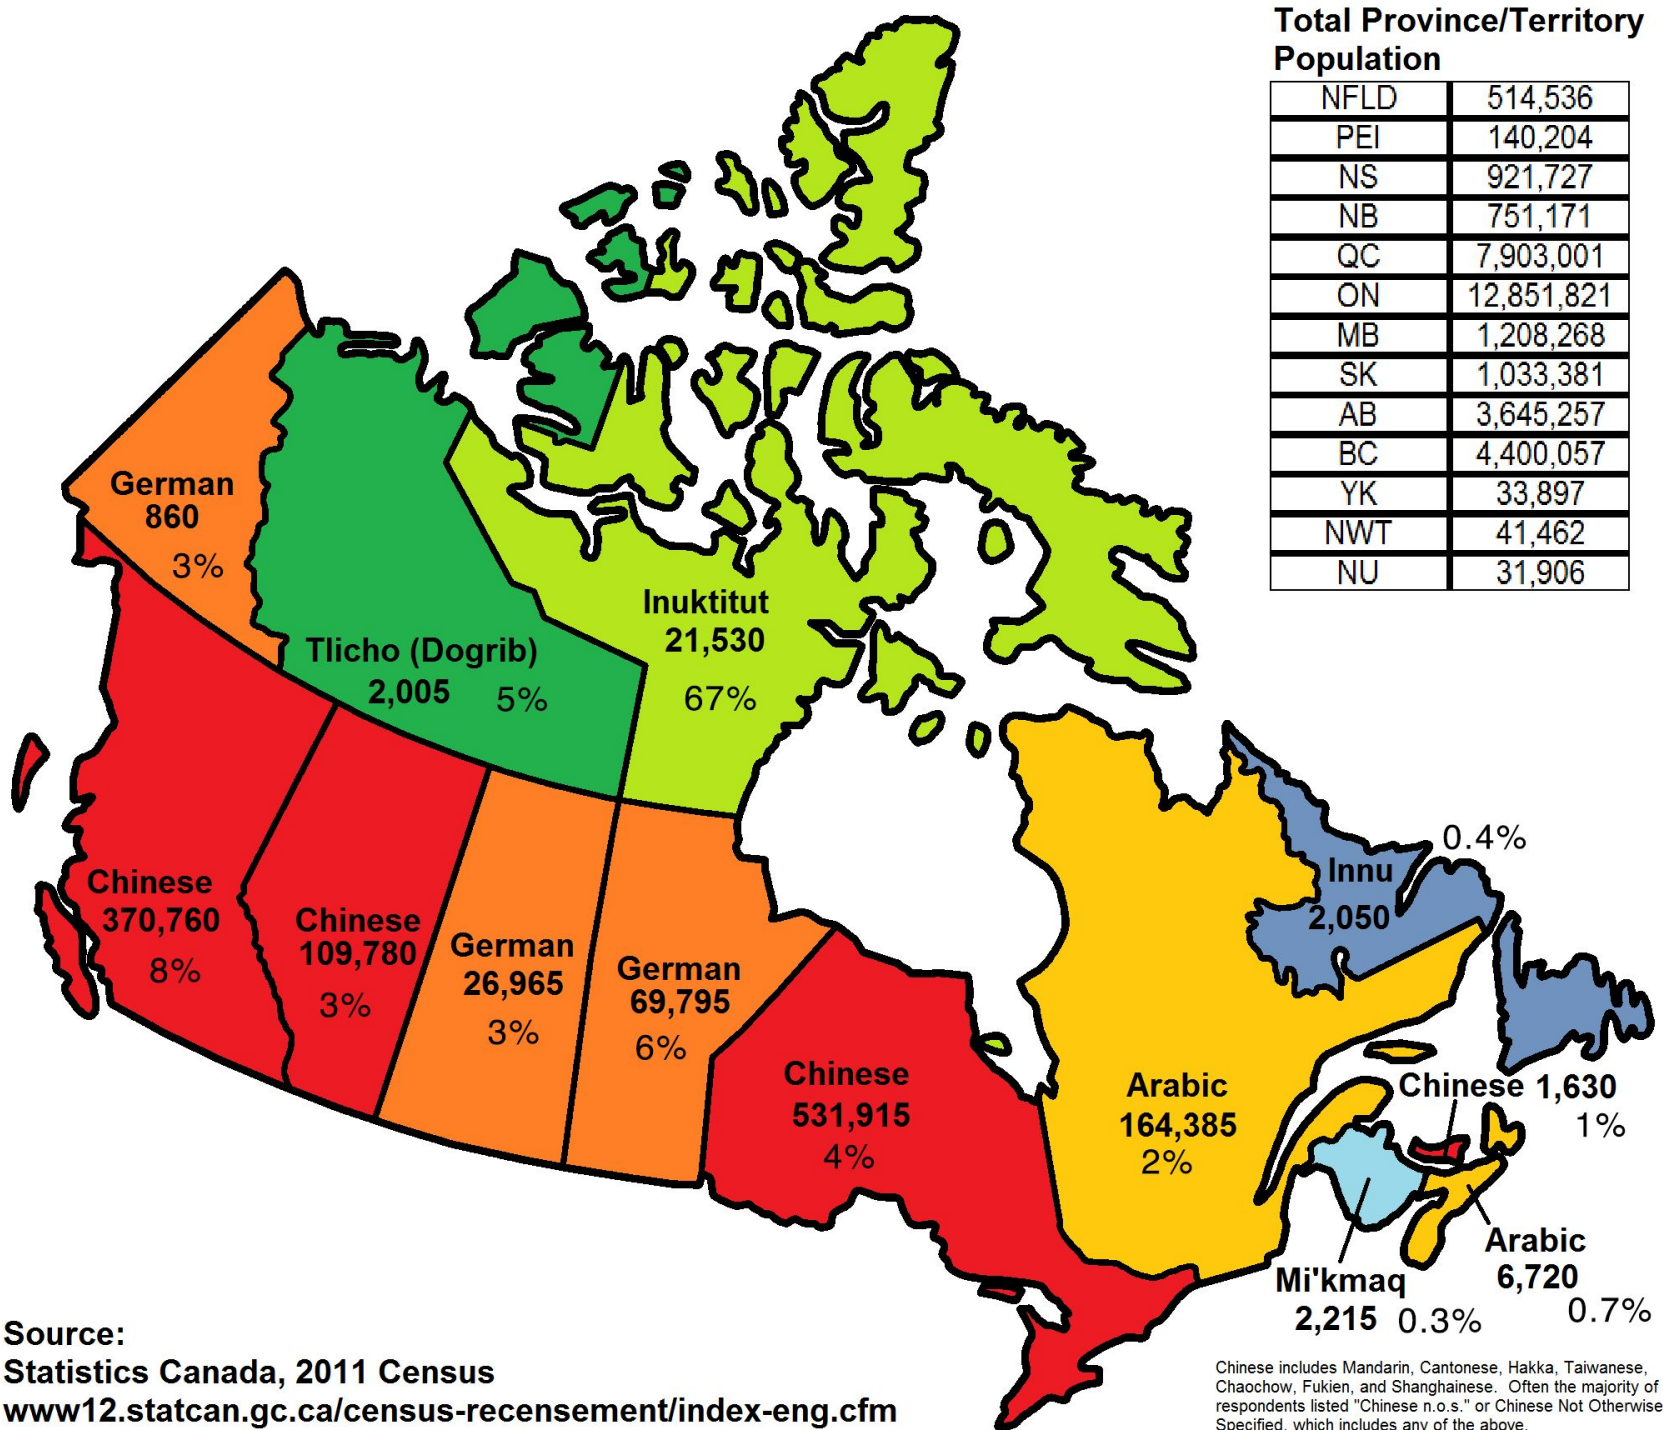 Total Province/Territory
Population
NFLD 514,536
PEI 140,204
NS 921,727
NB 751,171
QC 7,903,001
ON 12,851,821
MB 1,208,268
SK 1,033,381
AB 3,645,257
BC 4,400,057
YK 33,897
NWT 41,462
NU 31,906
German
860
3%
Tlicho (Dogrib)
2,005 5%
Inuktitut
21,530
67%
Chinese
370,760
8%
Chinese
109,780
3%
German
26,965
3%
German
69,795
6%
Chinese
531,915
4%
Arabic
164,385
2%
0.4%
Innu
2,050
Chinese 1,630
1%
Arabic
6,720
0.7%
Mi'kmaq
2,215 0.3%
Source:
Statistics Canada, 2011 Census
www12.statcan.gc.ca/census-recensement/index-eng.cfm
Chinese includes Mandarin, Cantonese, Hakka, Taiwanese,
Chaochow, Fukien, and Shanghainese. Often the majority of
respondents listed "Chinese n.o.s." or Chinese Not Otherwise
Specified, which includes any of the above.